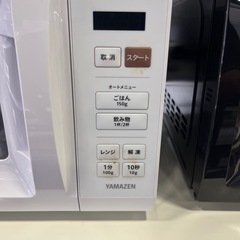 取消 スタート
オートメニュー
ごはん
150g
飲み物
1杯/2杯
レンジ 解凍
1分 10秒
100g 10g
YAMAZEN